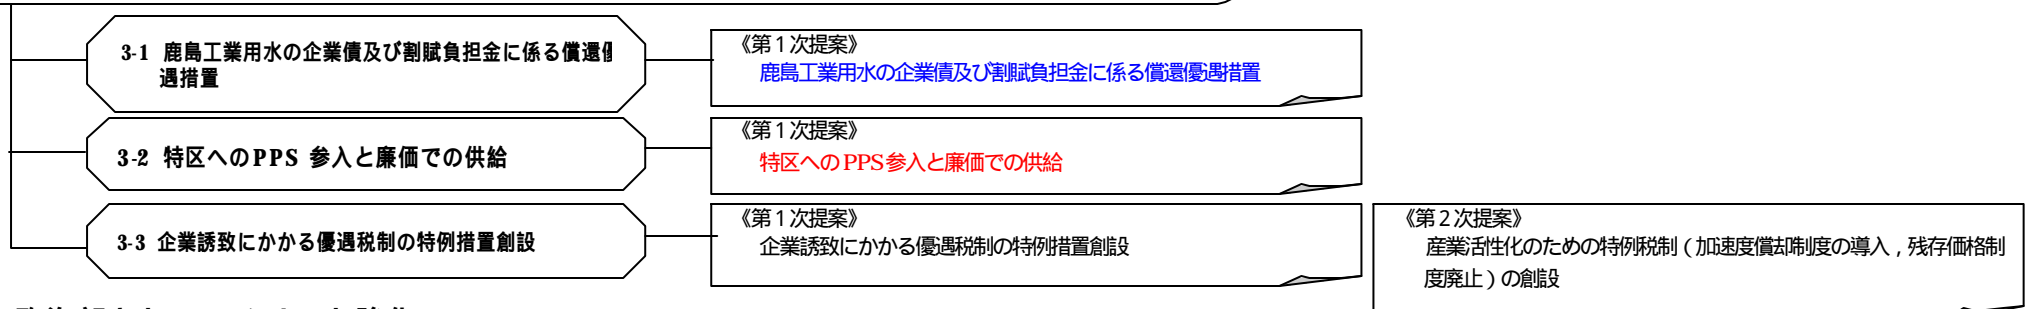 3-1 鹿島工業用水の企業債及び割賦負担金に係る償還優
遇措置
《第1次提案》
鹿島工業用水の企業債及び割賦負担金に係る償還優遇措置
3-2 特区へのPPS 参入と廉価での供給
《第1次提案》
特区へのPPS参入と廉価での供給
3-3 企業誘致にかかる優遇税制の特例措置創設
《第1次提案》
企業誘致にかかる優遇税制の特例措置創設
《第2次提案》
産業活性化のための特例税制(加速度償却制度の導入,残存価格制
度廃止)の創設